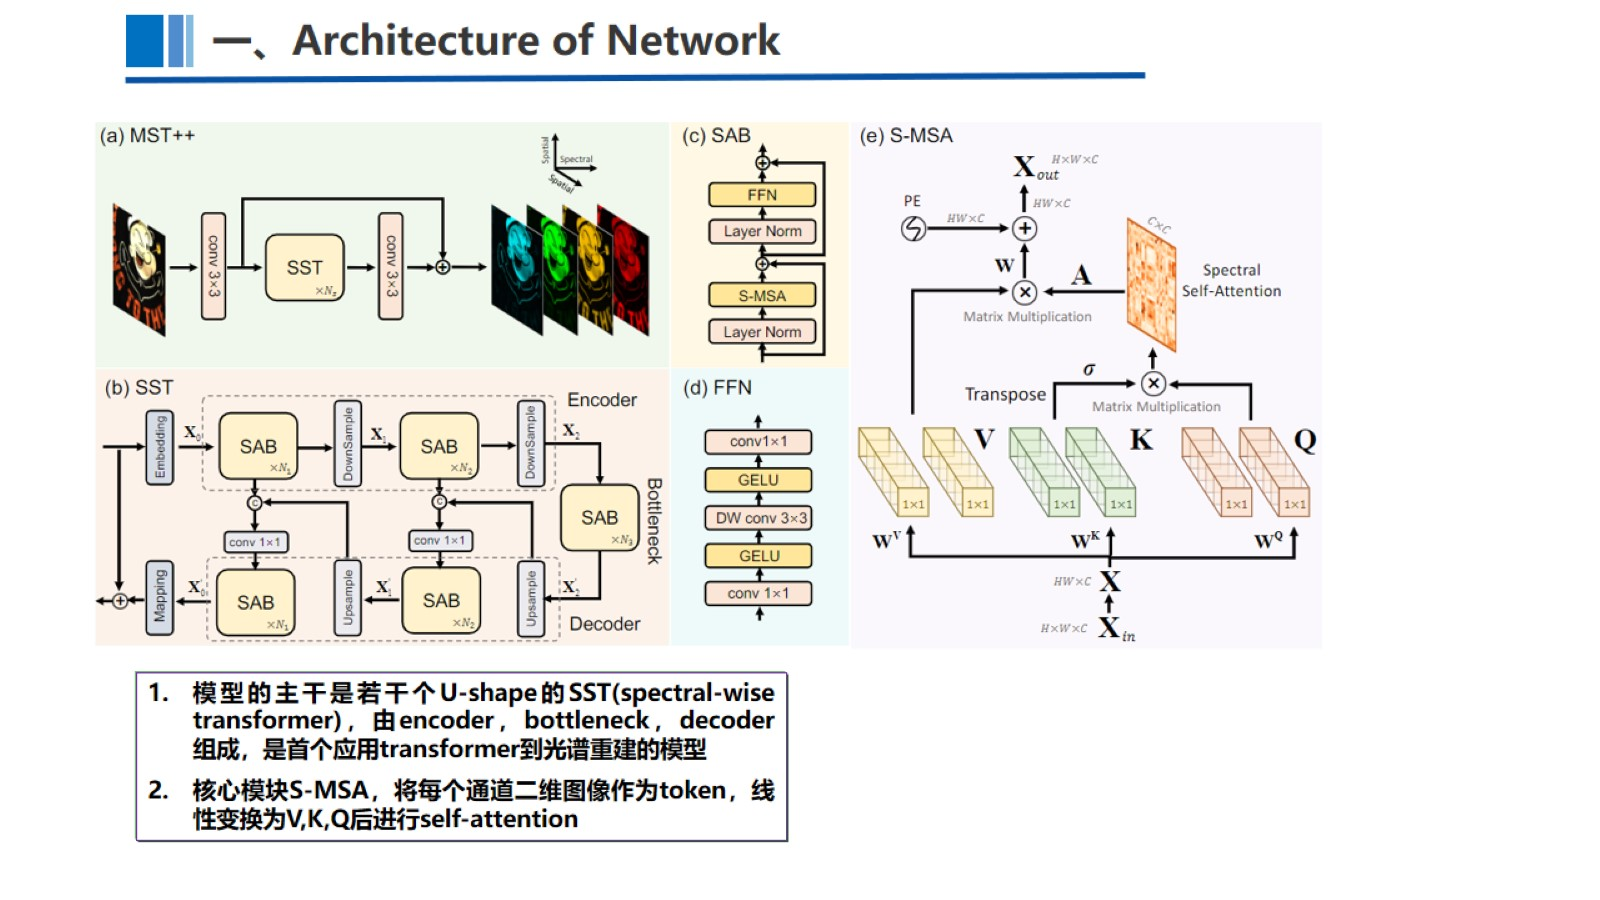 一、Architecture of Network
(a) MST++
Spatial
Spectral
Spatial
conv 3×3
SST
×Nₛ
conv 3×3
(b) SST
Encoder
Embedding
X₀
SAB
×N₁
DownSample
X₁
SAB
×N₂
DownSample
X₂
C
C
SAB
×N₃
Bottleneck
conv 1×1
conv 1×1
Mapping
X'₀
SAB
×N₁
Upsample
X'₁
SAB
×N₂
Upsample
X'₂
Decoder
(c) SAB
FFN
Layer Norm
S-MSA
Layer Norm
(d) FFN
conv1×1
GELU
DW conv 3×3
GELU
conv 1×1
(e) S-MSA
X_out H×W×C
PE
HW×C
HW×C
C×C
W
A
Spectral
Self-Attention
Matrix Multiplication
σ
Transpose
Matrix Multiplication
V
K
Q
1×1
1×1
1×1
1×1
1×1
1×1
W^V
W^K
W^Q
HW×C X
H×W×C X_in
1. 模型的主干是若干个U-shape的SST(spectral-wise
transformer)，由encoder，bottleneck，decoder
组成，是首个应用transformer到光谱重建的模型
2. 核心模块S-MSA，将每个通道二维图像作为token，线
性变换为V,K,Q后进行self-attention